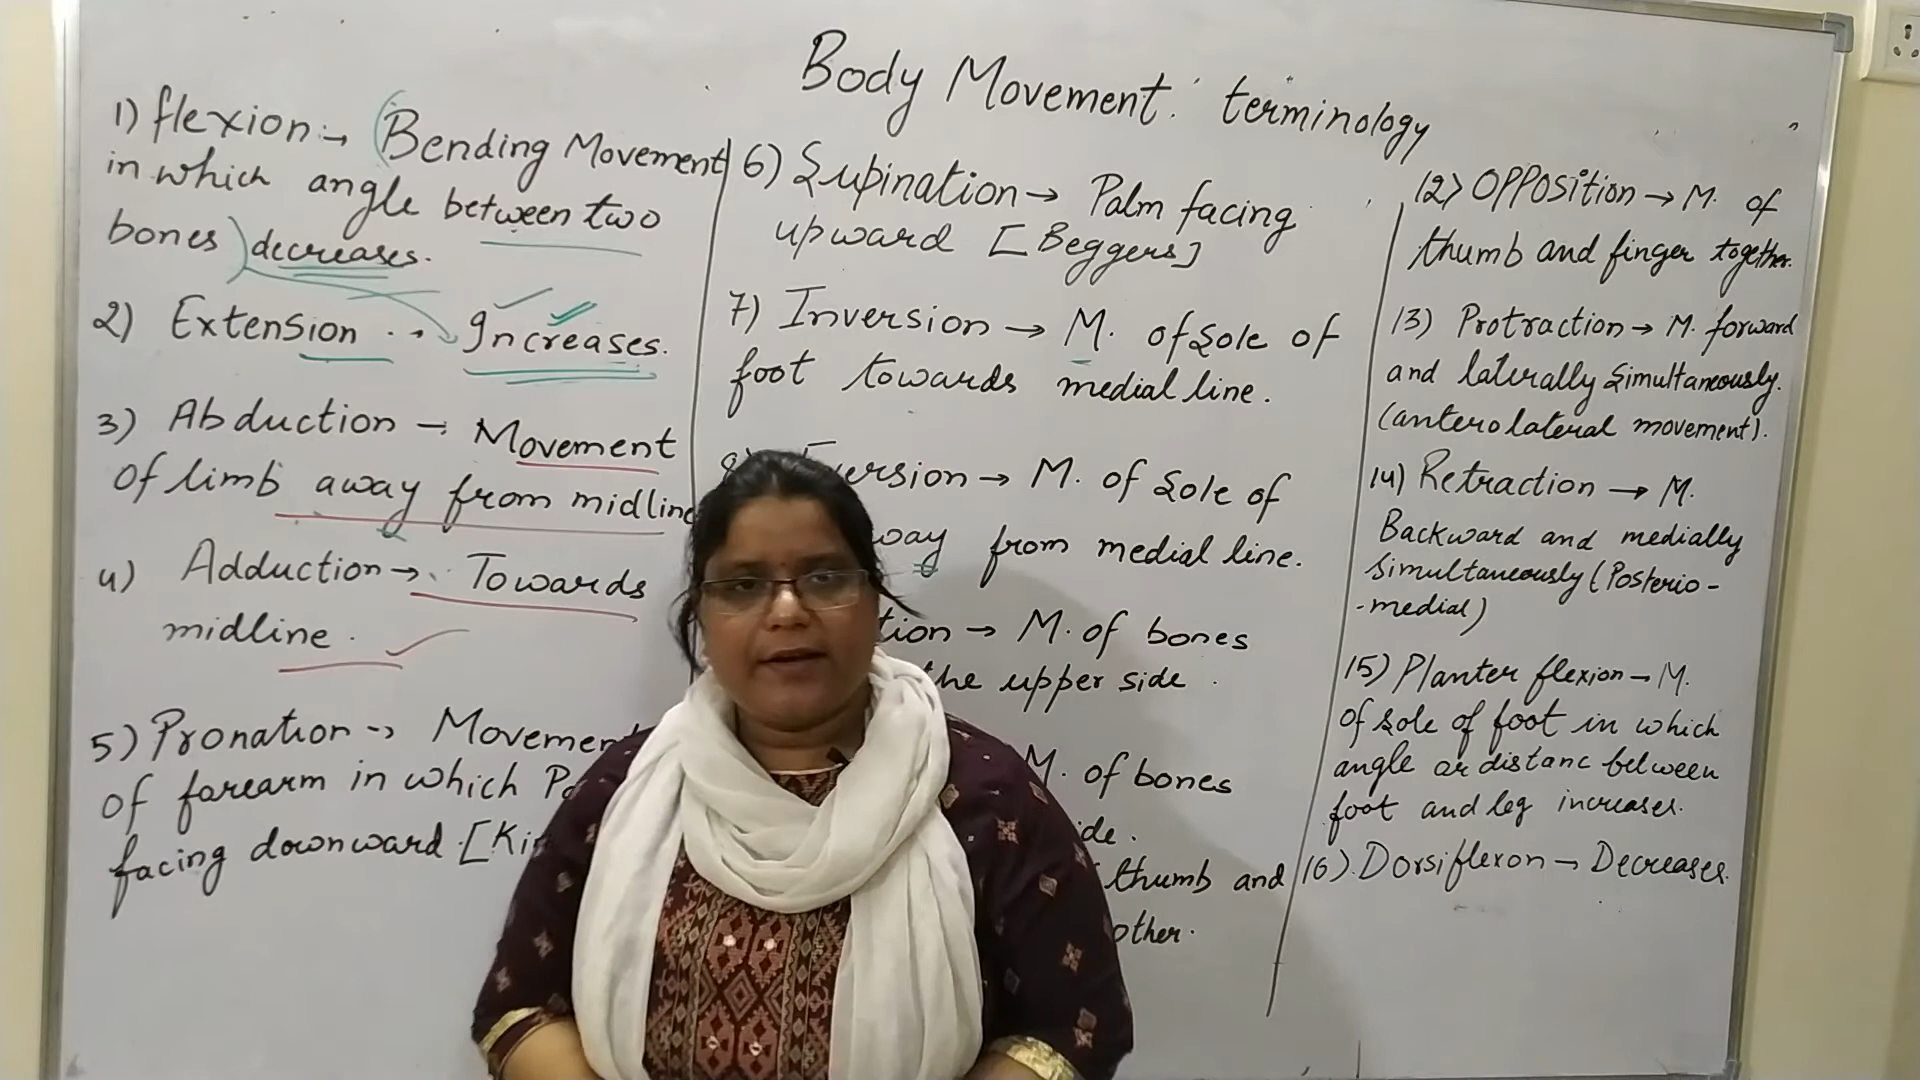 Body Movement. terminology
1) flexion:→ (Bending Movement
in which angle between two
bones) decreases.
2) Extension → Increases.
3) Abduction → Movement
of limb away from midline
4) Adduction → Towards
midline.
5) Pronation →
of forearm in which
facing downward [
6) Supination → Palm facing
upward [Beggers]
7) Inversion → M. of sole of
foot towards medial line.
→ M. of sole of
from medial line.
→ M. of bones
the upper side.
M. of bones
thumb and
other.
12) Opposition → M. of
thumb and finger together.
13) Protraction → M. forward
and laterally simultaneously.
(anterolateral movement).
14) Retraction → M.
Backward and medially
simultaneously (Posterio-
-medial)
15) Planter flexion → M.
of sole of foot in which
angle or distanc between
foot and leg increases.
16). Dorsiflexon → Decreases.